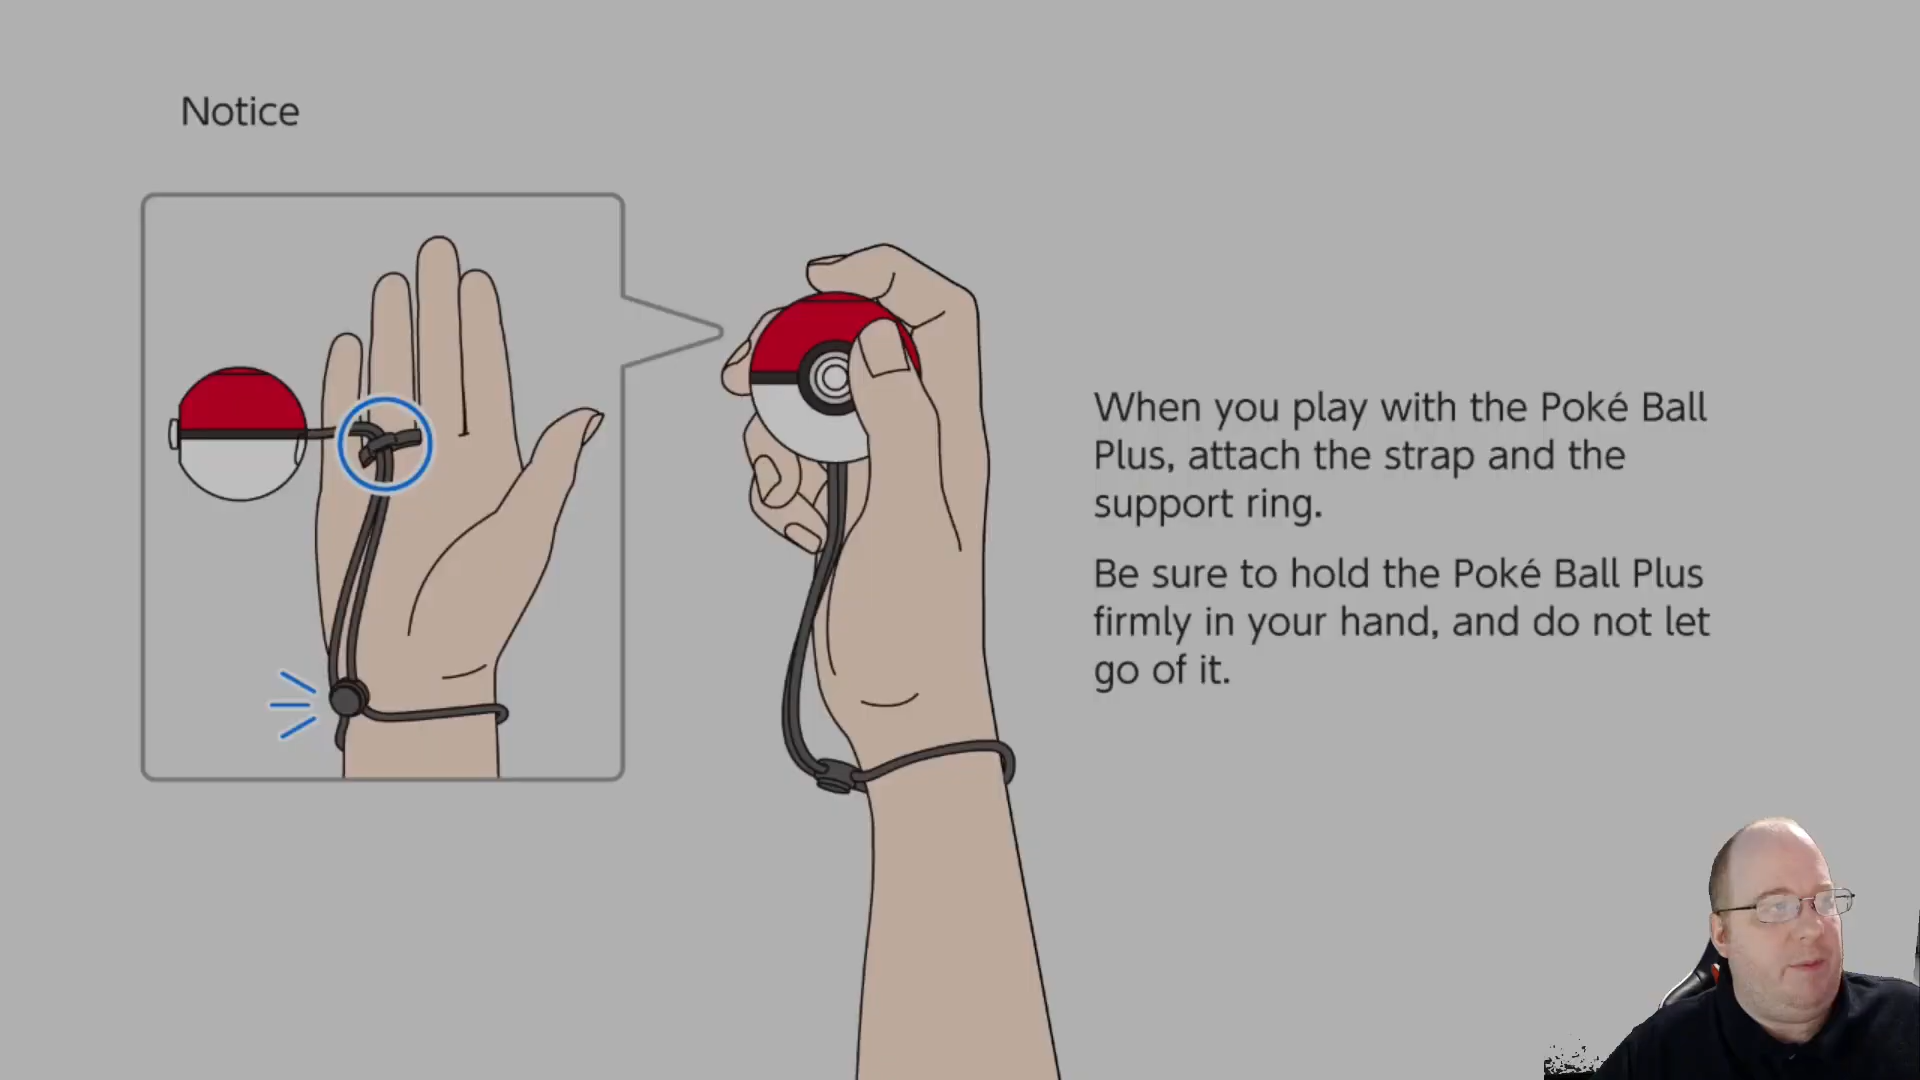 Notice
When you play with the Poké Ball
Plus, attach the strap and the
support ring.
Be sure to hold the Poké Ball Plus
firmly in your hand, and do not let
go of it.